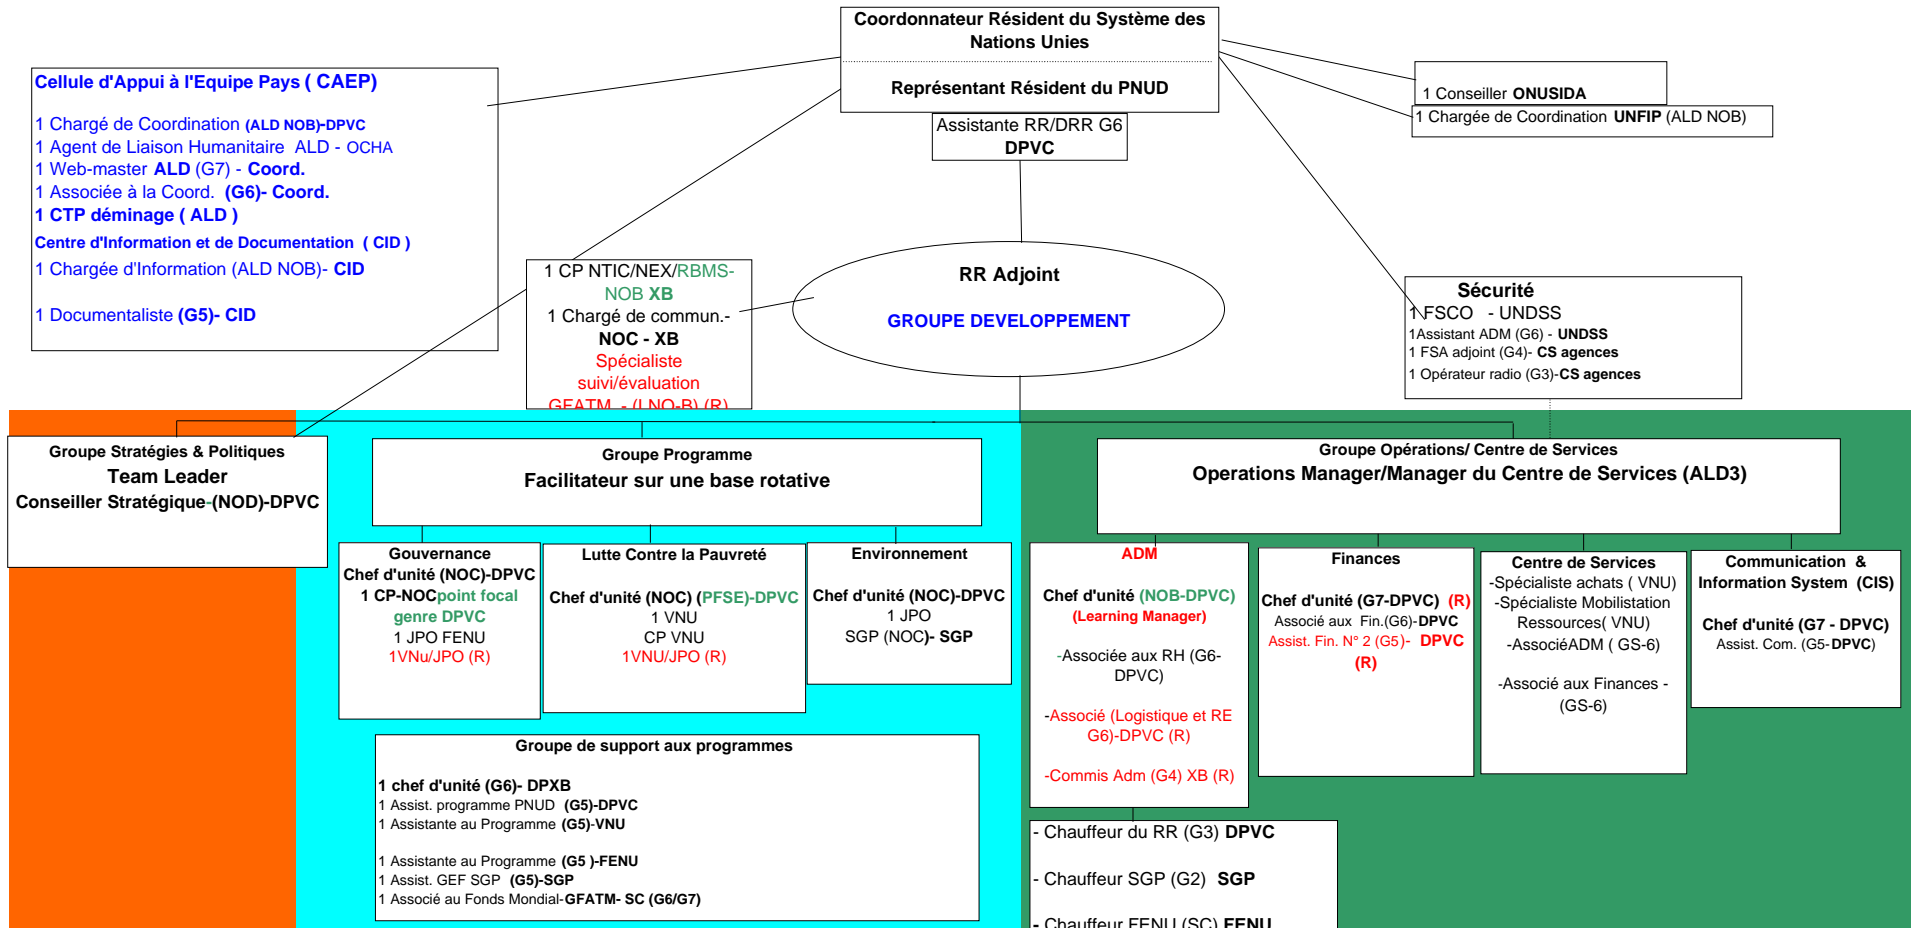 Coordonnateur Résident du Système des
Nations Unies
Représentant Résident du PNUD
Assistante RR/DRR G6
DPVC
Cellule d'Appui à l'Equipe Pays ( CAEP)
1 Chargé de Coordination (ALD NOB)-DPVC
1 Agent de Liaison Humanitaire ALD - OCHA
1 Web-master ALD (G7) - Coord.
1 Associée à la Coord. (G6)- Coord.
1 CTP déminage ( ALD )
Centre d'Information et de Documentation ( CID )
1 Chargée d'Information (ALD NOB)- CID
1 Documentaliste (G5)- CID
1 Conseiller ONUSIDA
1 Chargée de Coordination UNFIP (ALD NOB)
1 CP NTIC/NEX/RBMS-
NOB XB
1 Chargé de commun.-
NOC - XB
Spécialiste
suivi/évaluation
GFATM - (LNO-B) (R)
RR Adjoint
GROUPE DEVELOPPEMENT
Sécurité
1 FSCO - UNDSS
1Assistant ADM (G6) - UNDSS
1 FSA adjoint (G4)- CS agences
1 Opérateur radio (G3)-CS agences
Groupe Stratégies & Politiques
Team Leader
Conseiller Stratégique-(NOD)-DPVC
Groupe Programme
Facilitateur sur une base rotative
Groupe Opérations/ Centre de Services
Operations Manager/Manager du Centre de Services (ALD3)
Gouvernance
Chef d'unité (NOC)-DPVC
1 CP-NOCpoint focal
genre DPVC
1 JPO FENU
1VNu/JPO (R)
Lutte Contre la Pauvreté
Chef d'unité (NOC) (PFSE)-DPVC
1 VNU
CP VNU
1VNU/JPO (R)
Environnement
Chef d'unité (NOC)-DPVC
1 JPO
SGP (NOC)- SGP
ADM
Chef d'unité (NOB-DPVC)
(Learning Manager)
-Associée aux RH (G6-
DPVC)
-Associé (Logistique et RE
G6)-DPVC (R)
-Commis Adm (G4) XB (R)
Finances
Chef d'unité (G7-DPVC) (R)
Associé aux Fin.(G6)-DPVC
Assist. Fin. N° 2 (G5)- DPVC
(R)
Centre de Services
-Spécialiste achats ( VNU)
-Spécialiste Mobilistation
Ressources( VNU)
-AssociéADM ( GS-6)
-Associé aux Finances -
(GS-6)
Communication &
Information System (CIS)
Chef d'unité (G7 - DPVC)
Assist. Com. (G5-DPVC)
Groupe de support aux programmes
1 chef d'unité (G6)- DPXB
1 Assist. programme PNUD (G5)-DPVC
1 Assistante au Programme (G5)-VNU
1 Assistante au Programme (G5 )-FENU
1 Assist. GEF SGP (G5)-SGP
1 Associé au Fonds Mondial-GFATM- SC (G6/G7)
- Chauffeur du RR (G3) DPVC
- Chauffeur SGP (G2) SGP
- Chauffeur FENU (SC) FENU